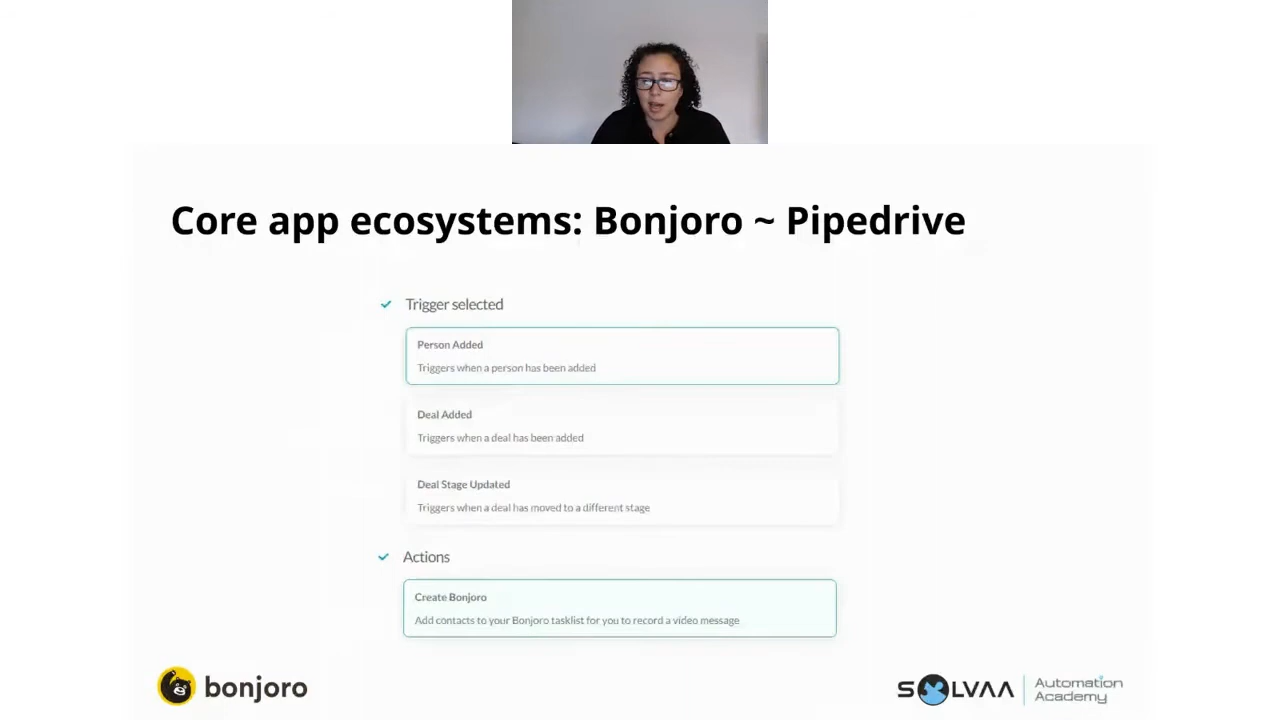 Core app ecosystems: Bonjoro ~ Pipedrive
Trigger selected
Person Added
Triggers when a person has been added
Deal Added
Triggers when a deal has been added
Deal Stage Updated
Triggers when a deal has moved to a different stage
Actions
Create Bonjoro
Add contacts to your Bonjoro tasklist for you to record a video message
bonjoro
SOLVAA
Automation
Academy